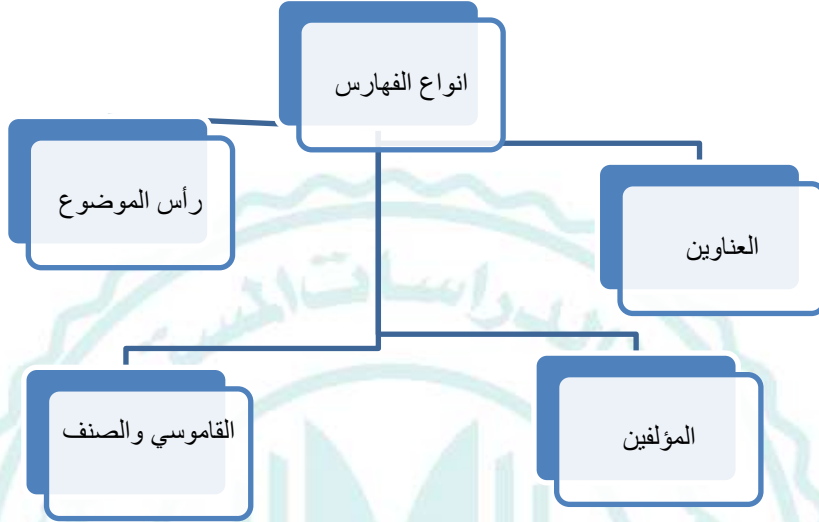 انواع الفهارس
العناوين
رأس الموضوع
المؤلفين
القاموسي والصنف